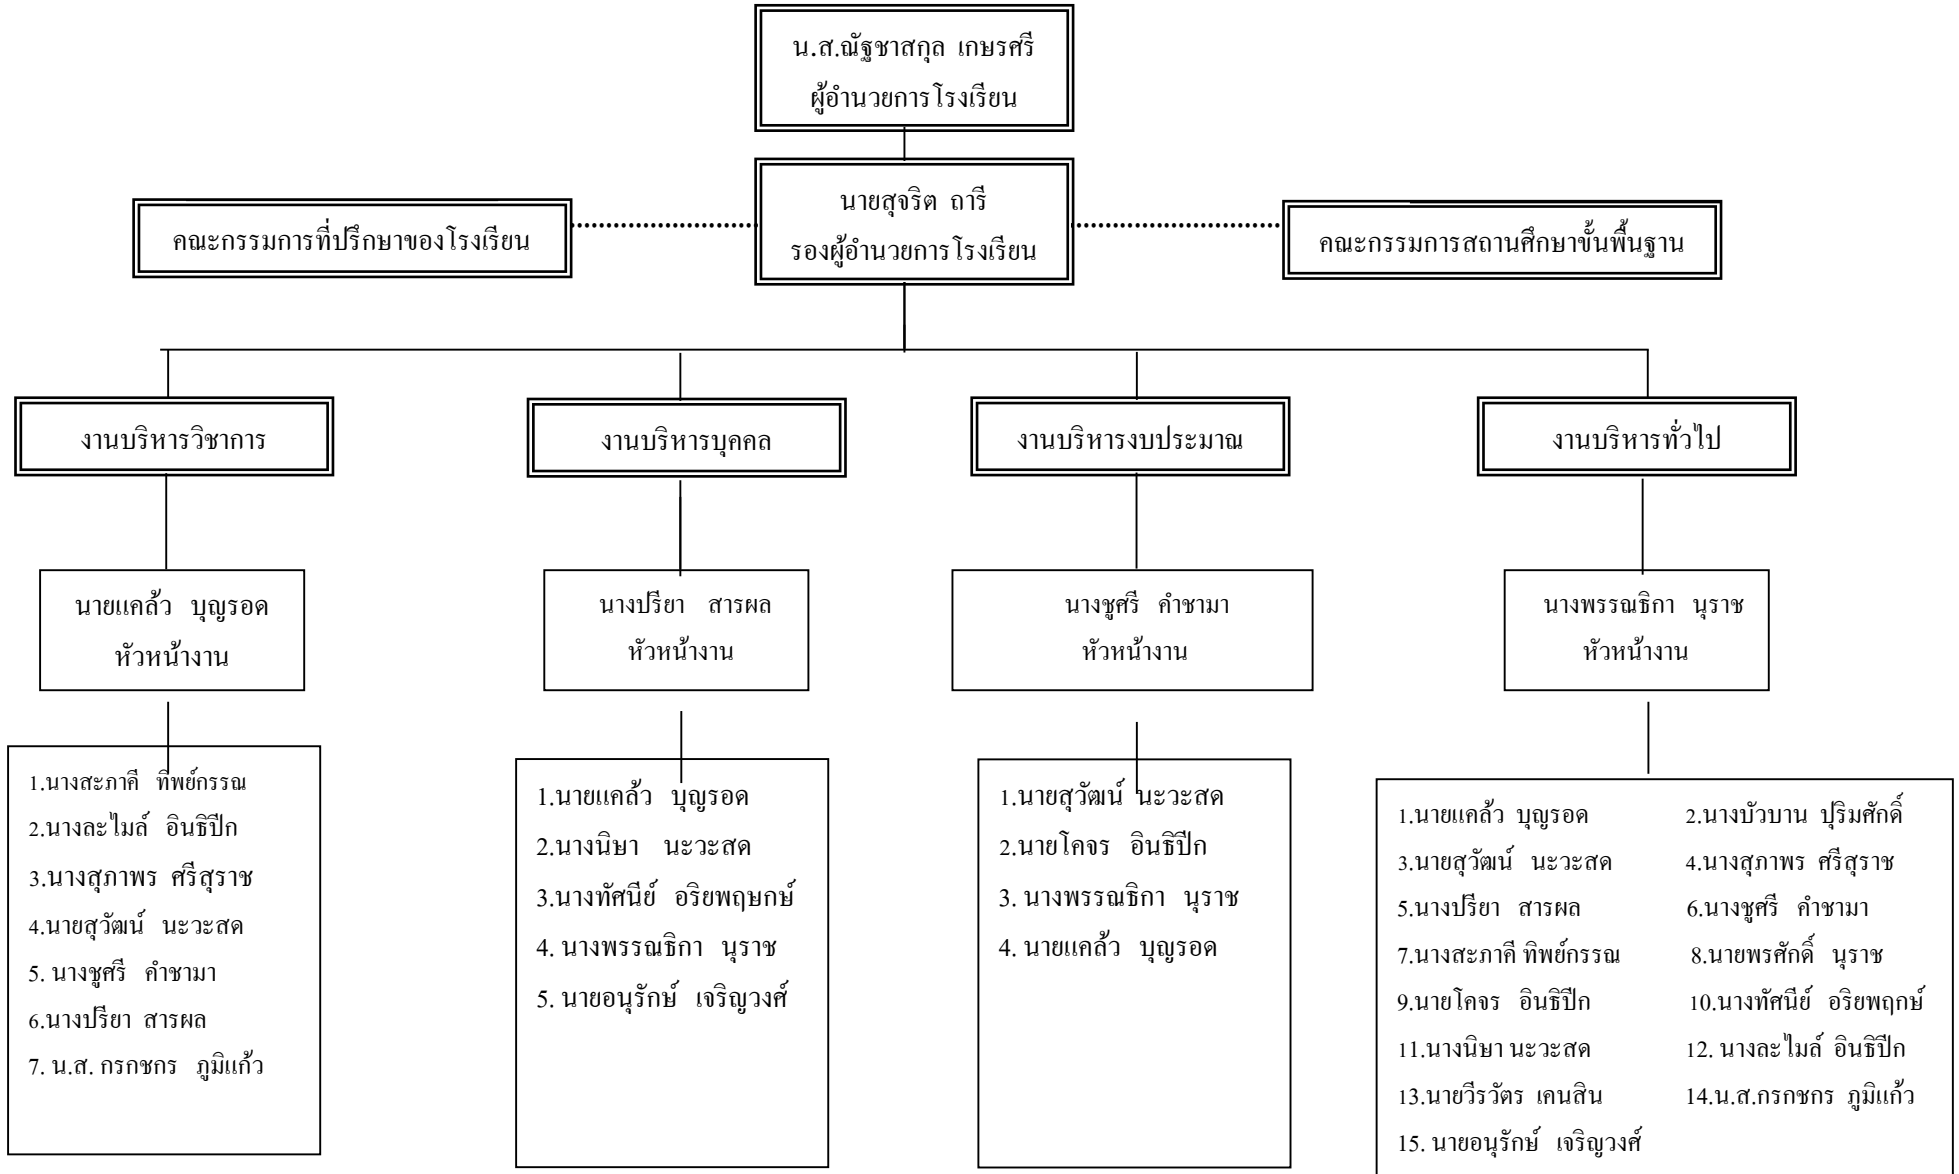 น.ส.ณัฐชาสกุล เกษรศรี
ผู้อำนวยการโรงเรียน
นายสุจริต ถารี
รองผู้อำนวยการโรงเรียน
คณะกรรมการที่ปรึกษาของโรงเรียน
คณะกรรมการสถานศึกษาขั้นพื้นฐาน
งานบริหารวิชาการ
งานบริหารบุคคล
งานบริหารงบประมาณ
งานบริหารทั่วไป
นายแคล้ว บุญรอด
หัวหน้างาน
นางปรียา สารผล
หัวหน้างาน
นางชูศรี คำชามา
หัวหน้างาน
นางพรรณธิกา นุราช
หัวหน้างาน
1.นางสะภาคี ทิพย์กรรณ
2.นางละไมล์ อินธิปีก
3.นางสุภาพร ศรีสุราช
4.นายสุวัฒน์ นะวะสด
5. นางชูศรี คำชามา
6.นางปรียา สารผล
7. น.ส. กรกชกร ภูมิแก้ว
1.นายแคล้ว บุญรอด
2.นางนิษา นะวะสด
3.นางทัศนีย์ อริยพฤษกษ์
4. นางพรรณธิกา นุราช
5. นายอนุรักษ์ เจริญวงศ์
1.นายสุวัฒน์ นะวะสด
2.นายโคจร อินธิปีก
3. นางพรรณธิกา นุราช
4. นายแคล้ว บุญรอด
1.นายแคล้ว บุญรอด 2.นางบัวบาน ปุริมศักดิ์
3.นายสุวัฒน์ นะวะสด 4.นางสุภาพร ศรีสุราช
5.นางปรียา สารผล 6.นางชูศรี คำชามา
7.นางสะภาคี ทิพย์กรรณ 8.นายพรศักดิ์ นุราช
9.นายโคจร อินธิปีก 10.นางทัศนีย์ อริยพฤกษ์
11.นางนิษา นะวะสด 12. นางละไมล์ อินธิปีก
13.นายวีรวัตร เคนสิน 14.น.ส.กรกชกร ภูมิแก้ว
15. นายอนุรักษ์ เจริญวงศ์